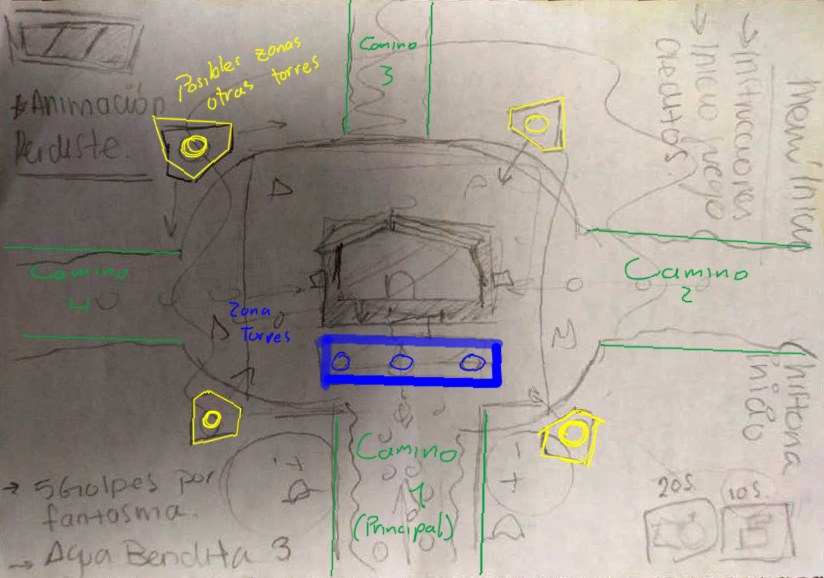 Posibles zonas
otras torres
* Animación
Perdiste.
Camino
3
Menú Inicio
→ Instrucciones
→ Inicio juego
Creditos
Camino
4
Zona
Torres
Camino
2
Historia
inicio
Camino
1
(Principal)
→ 5 Golpes por
fantasma.
→ Agua Bendita 3
20s.
10s.